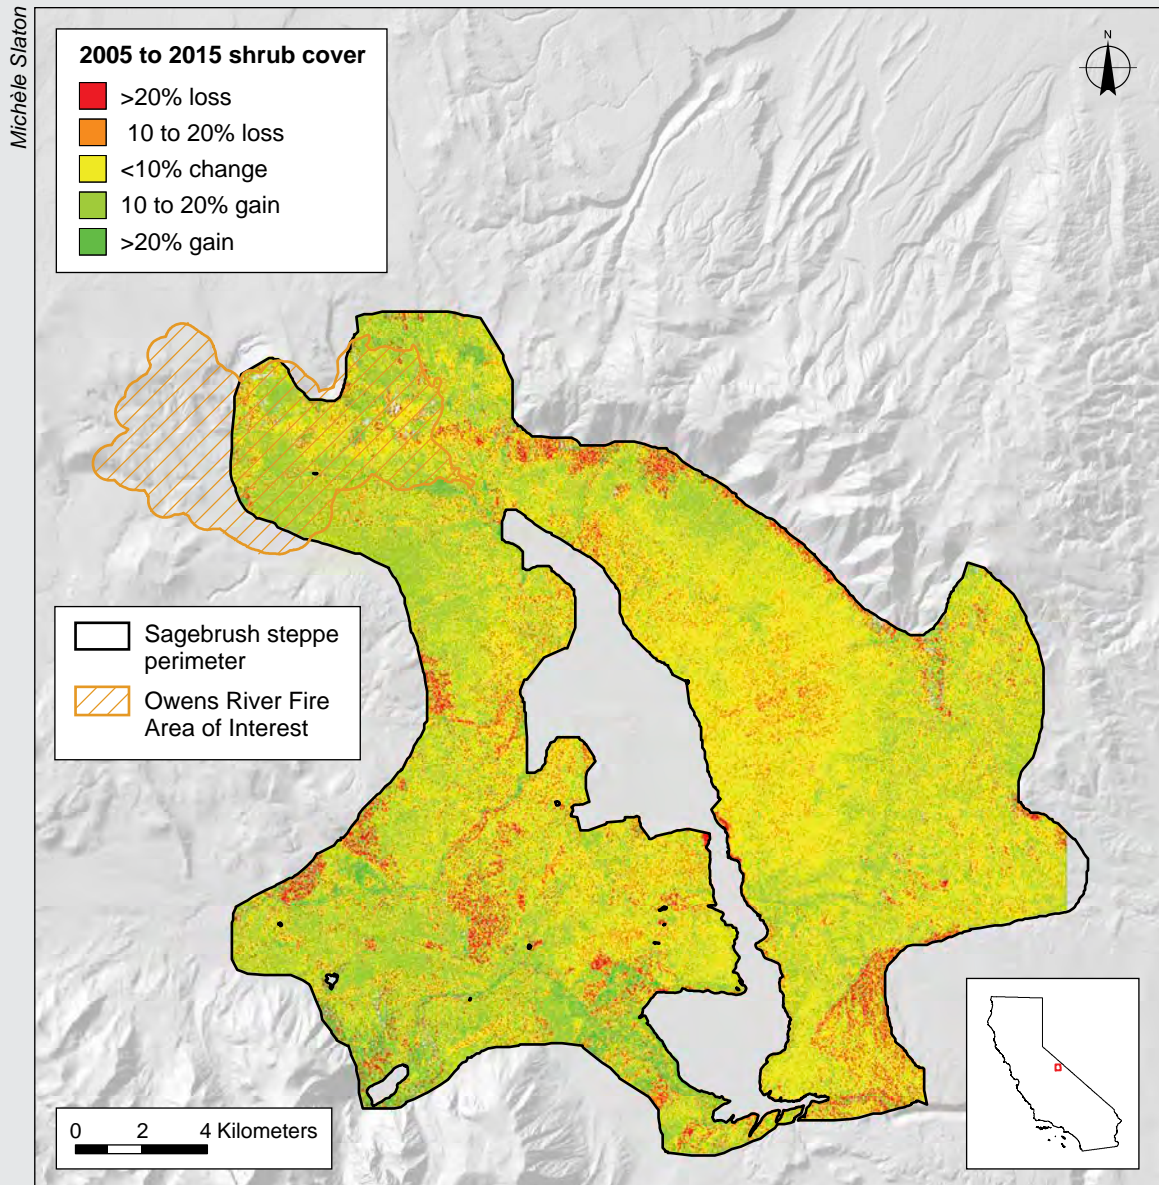 Michèle Slaton
2005 to 2015 shrub cover
>20% loss
10 to 20% loss
<10% change
10 to 20% gain
>20% gain
N
Sagebrush steppe
perimeter
Owens River Fire
Area of Interest
0 2 4 Kilometers